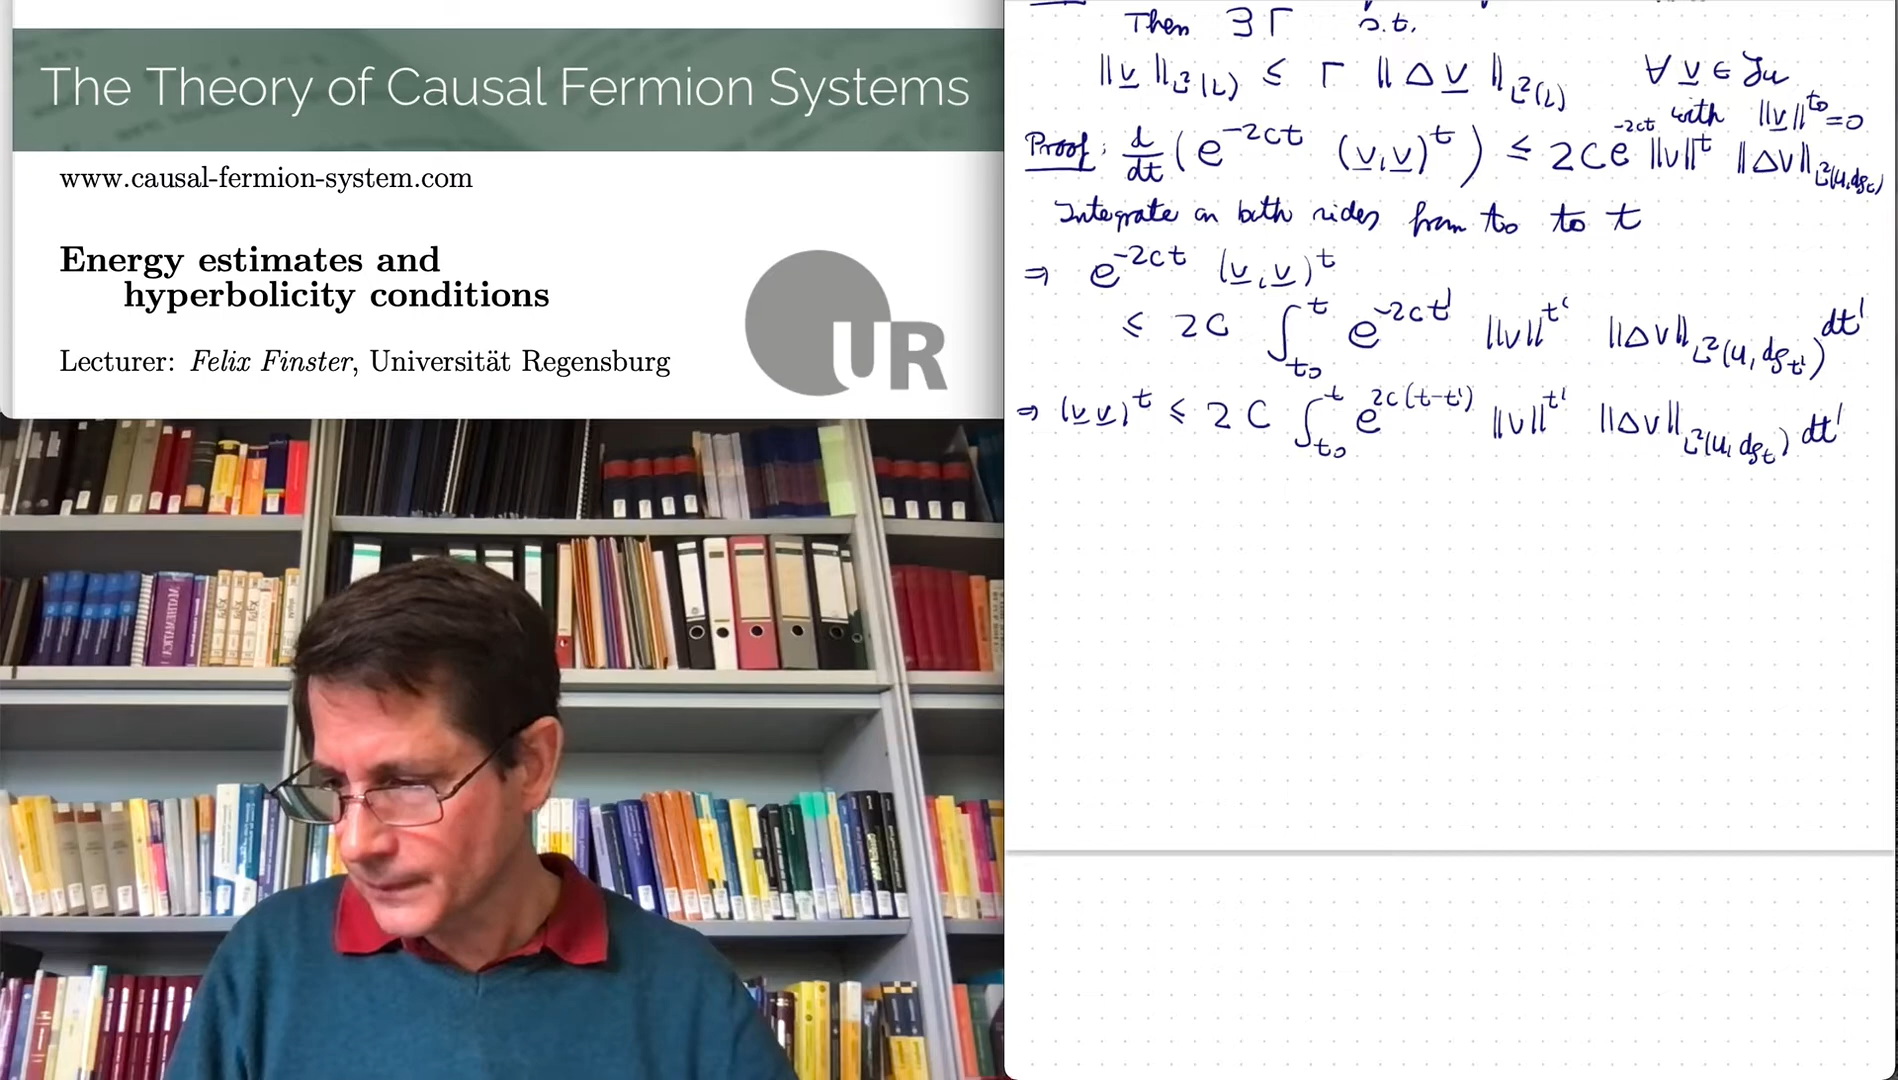 The Theory of Causal Fermion Systems
www.causal-fermion-system.com
Energy estimates and
hyperbolicity conditions
Lecturer: Felix Finster, Universität Regensburg
UR
Then ∃ Γ s.t.
‖v̲‖_{L²(L)} ≤ Γ ‖Δv̲‖_{L²(L)} ∀ v̲ ∈ J_U
with ‖v̲‖^{t₀} = 0
Proof: d/dt (e^{-2ct} (v̲,v̲)^t) ≤ 2C e^{-2ct} ‖v‖^t ‖Δv‖_{L²(U,dρ_t)}
Integrate on both sides from t₀ to t
⇒ e^{-2ct} (v̲,v̲)^t
≤ 2C ∫_{t₀}^t e^{-2ct'} ‖v‖^{t'} ‖Δv‖_{L²(U,dρ_{t'})} dt'
⇒ (v̲ v̲)^t ≤ 2C ∫_{t₀}^t e^{2c(t-t')} ‖v‖^{t'} ‖Δv‖_{L²(U,dρ_t)} dt'